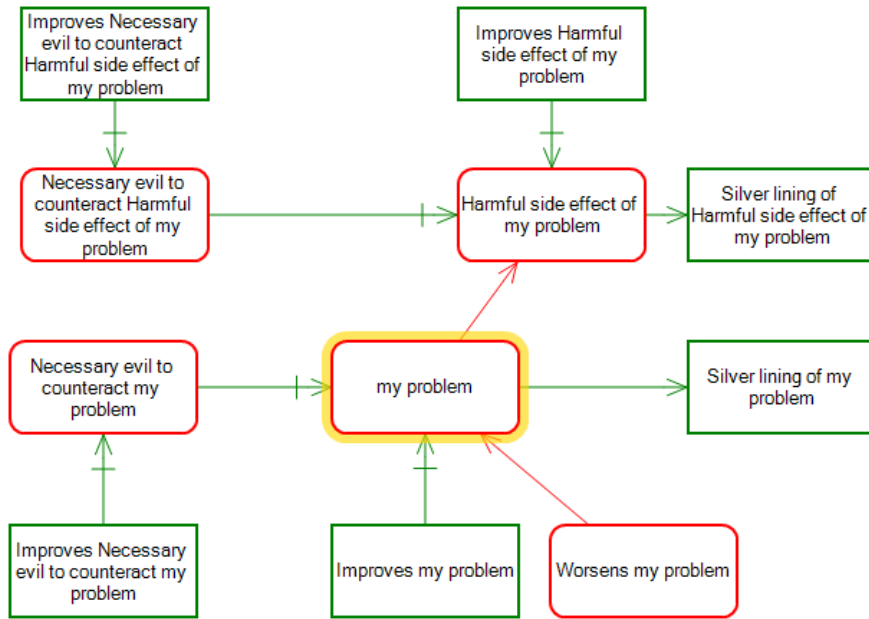 Improves Necessary
evil to counteract
Harmful side effect of
my problem
Improves Harmful
side effect of my
problem
Necessary evil to
counteract Harmful
side effect of my
problem
Harmful side effect of
my problem
Silver lining of
Harmful side effect of
my problem
Necessary evil to
counteract my
problem
my problem
Silver lining of my
problem
Improves Necessary
evil to counteract my
problem
Improves my problem
Worsens my problem